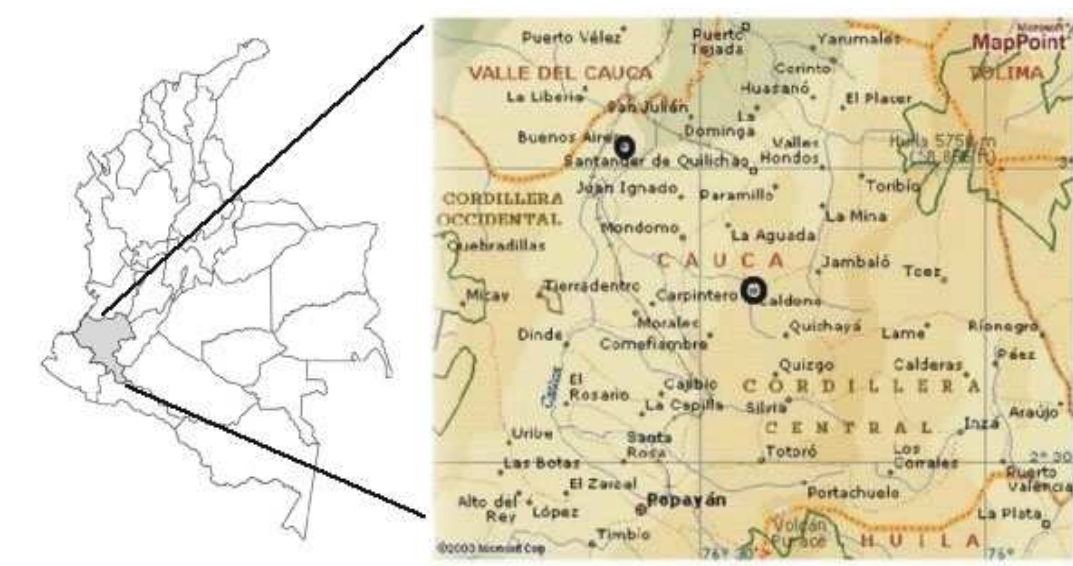 Microsoft
MapPoint
Puerto Vélez
Puerto Tejada
Yarumales
VALLE DEL CAUCA
Corinto
TOLIMA
La Liberia
San Julián
Huasanó
El Placer
Buenos Aires
La Dominga
Valles Hondos
Huila 5750 m
Santander de Quilichao
3°
CORDILLERA OCCIDENTAL
Juan Ignacio
Paramillo
Toribío
La Mina
Quebradillas
Mondomo
La Aguada
CAUCA
Jambaló
Toez
Micay
Tierradentro
Carpintero
Caldono
Morales
Dinde
Comefiambre
Quichayá
Lame
Rionegro
Páez
Quizgo
Calderas
Cauca
El Rosario
Cajibío
CORDILLERA
La Capilla
Silvia
Araújo
CENTRAL
Inzá
Uribe
Santa Rosa
Totoró
Los Corrales
2° 30
Las Botas
Puerto Valencia
El Zarzal
Popayán
Portachuelo
Alto del Rey
López
La Plata
Timbío
Volcán Puracé
HUILA
©2003 Microsoft Corp
76° 30'
76°